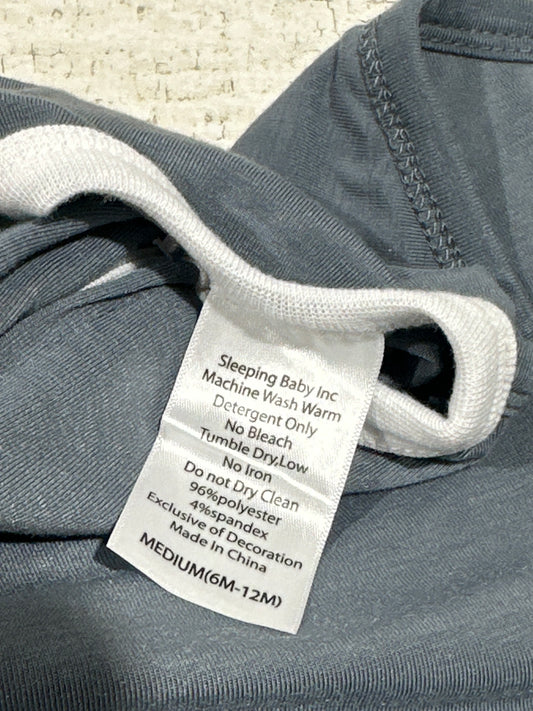 Sleeping Baby Inc
Machine Wash Warm
Detergent Only
No Bleach
Tumble Dry,Low
No Iron
Do not Dry Clean
96%polyester
4%spandex
Exclusive of Decoration
Made In China
MEDIUM(6M-12M)